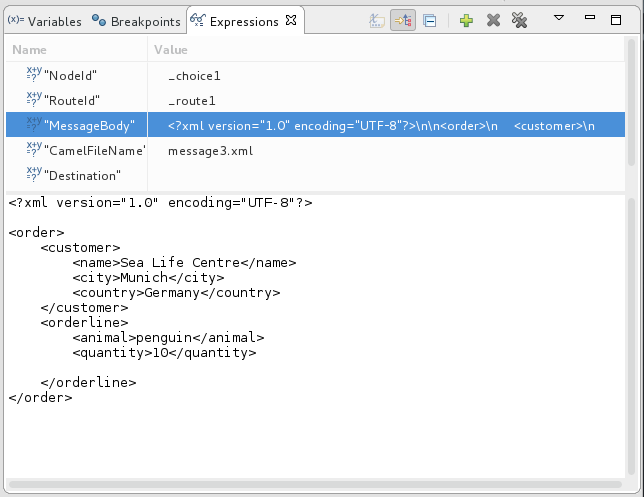 (x)= Variables Breakpoints Expressions
Name Value
x+y=? "NodeId" _choice1
x+y=? "RouteId" _route1
x+y=? "MessageBody" <?xml version="1.0" encoding="UTF-8"?>\n\n<order>\n    <customer>\n
x+y=? "CamelFileName' message3.xml
x+y=? "Destination"
<?xml version="1.0" encoding="UTF-8"?>
<order>
    <customer>
        <name>Sea Life Centre</name>
        <city>Munich</city>
        <country>Germany</country>
    </customer>
    <orderline>
        <animal>penguin</animal>
        <quantity>10</quantity>
    </orderline>
</order>